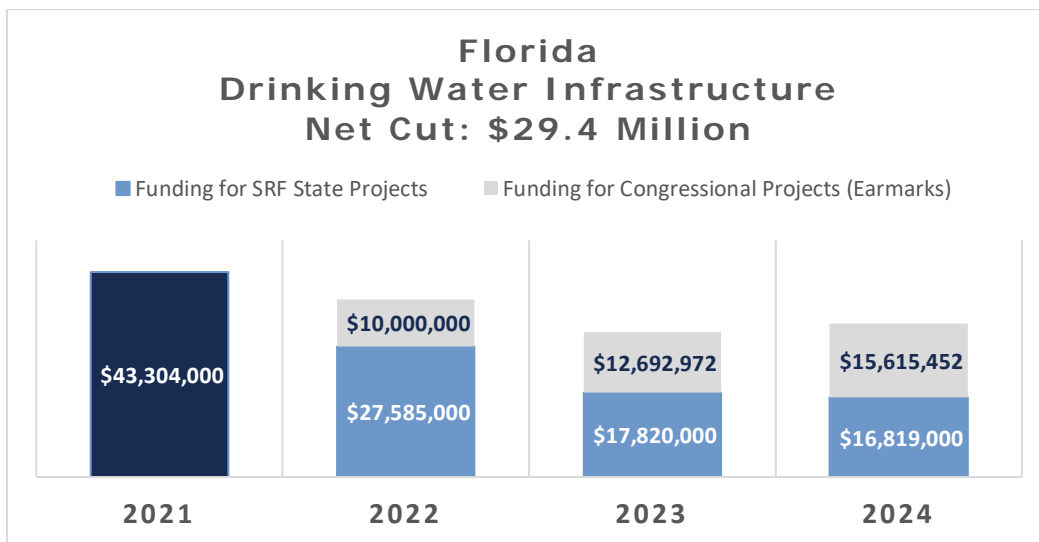 Florida
Drinking Water Infrastructure
Net Cut: $29.4 Million
Funding for SRF State Projects Funding for Congressional Projects (Earmarks)
$43,304,000
$10,000,000
$27,585,000
$12,692,972
$17,820,000
$15,615,452
$16,819,000
2021 2022 2023 2024